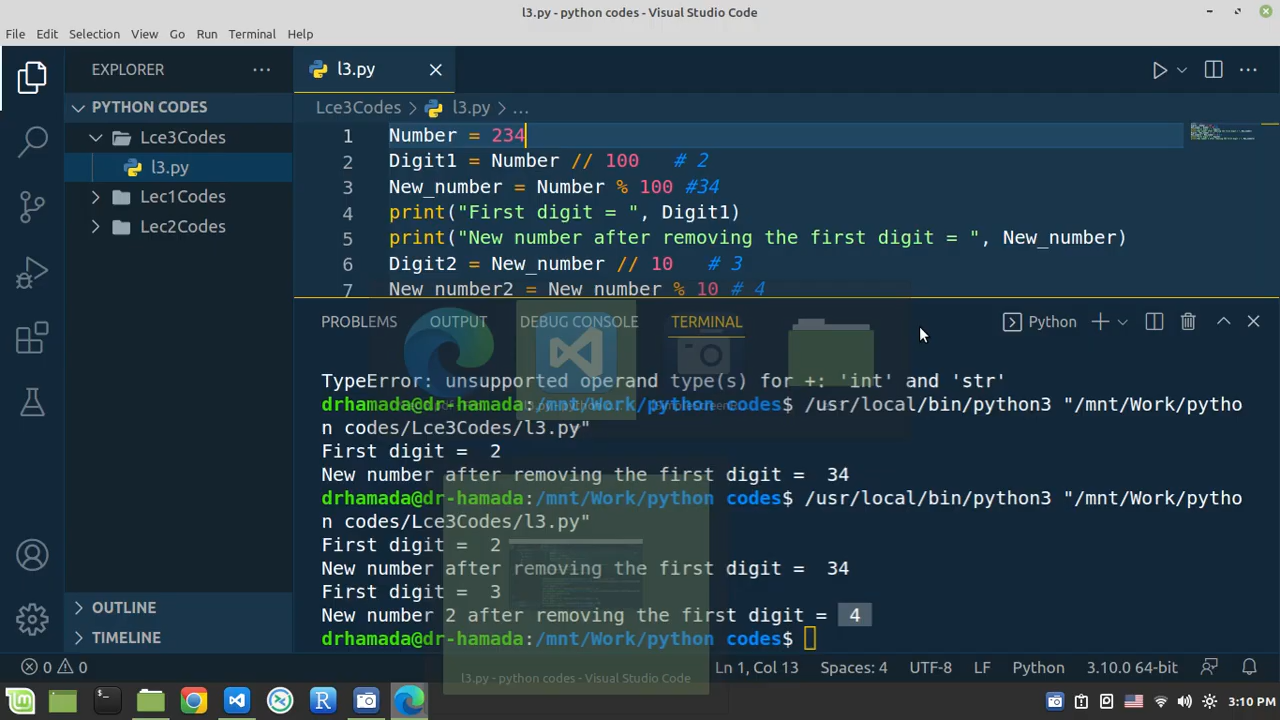 l3.py - python codes - Visual Studio Code
File Edit Selection View Go Run Terminal Help
EXPLORER
l3.py
PYTHON CODES
Lce3Codes
l3.py
Lec1Codes
Lec2Codes
OUTLINE
TIMELINE
Lce3Codes > l3.py > ...
1 Number = 234
2 Digit1 = Number // 100 # 2
3 New_number = Number % 100 #34
4 print("First digit = ", Digit1)
5 print("New number after removing the first digit = ", New_number)
6 Digit2 = New_number // 10 # 3
7 New_number2 = New_number % 10 # 4
PROBLEMS OUTPUT DEBUG CONSOLE TERMINAL Python
TypeError: unsupported operand type(s) for +: 'int' and 'str'
drhamada@dr-hamada:/mnt/Work/python codes$ /usr/local/bin/python3 "/mnt/Work/pytho
n codes/Lce3Codes/l3.py"
First digit = 2
New number after removing the first digit = 34
drhamada@dr-hamada:/mnt/Work/python codes$ /usr/local/bin/python3 "/mnt/Work/pytho
n codes/Lce3Codes/l3.py"
First digit = 2
New number after removing the first digit = 34
First digit = 3
New number 2 after removing the first digit = 4
drhamada@dr-hamada:/mnt/Work/python codes$
l3.py - python codes - Visual Studio Code
0 0 Ln 1, Col 13 Spaces: 4 UTF-8 LF Python 3.10.0 64-bit
3:10 PM